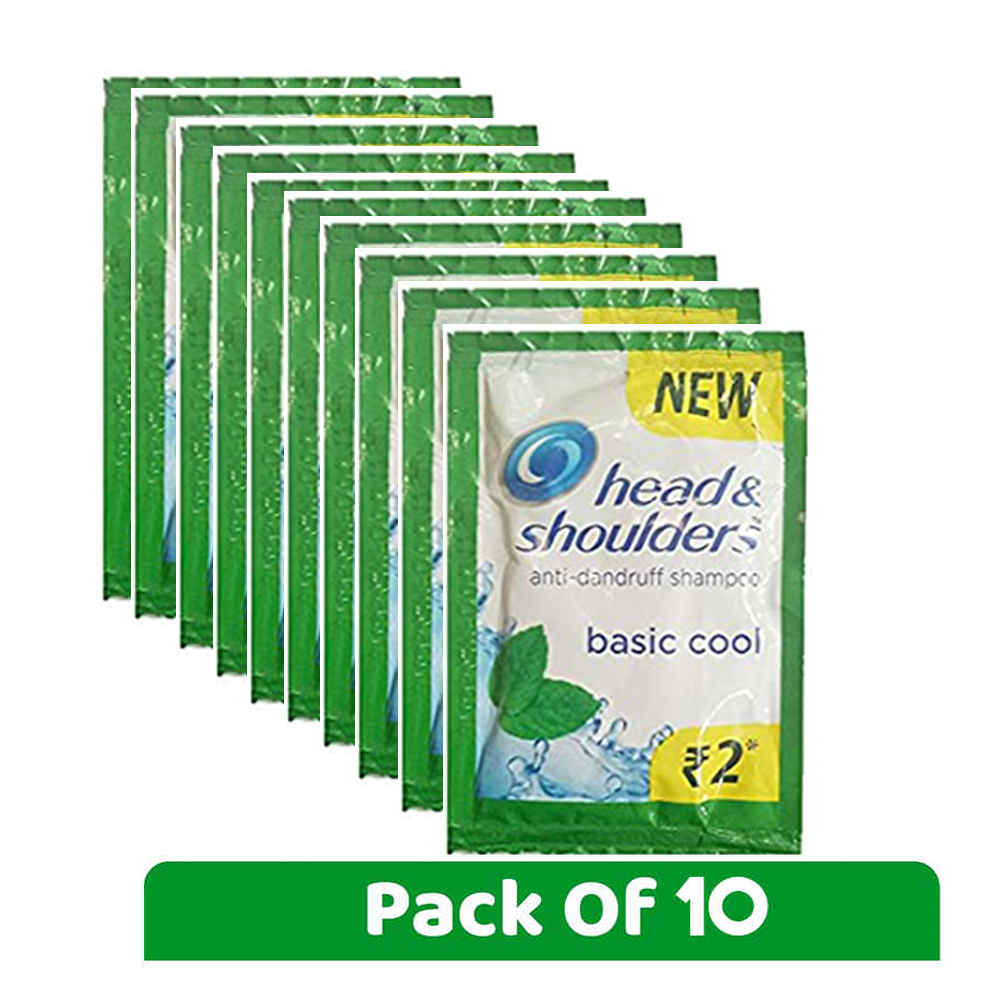 NEW
head &
shoulders
anti-dandruff shampoo
basic cool
₹2*
Pack Of 10